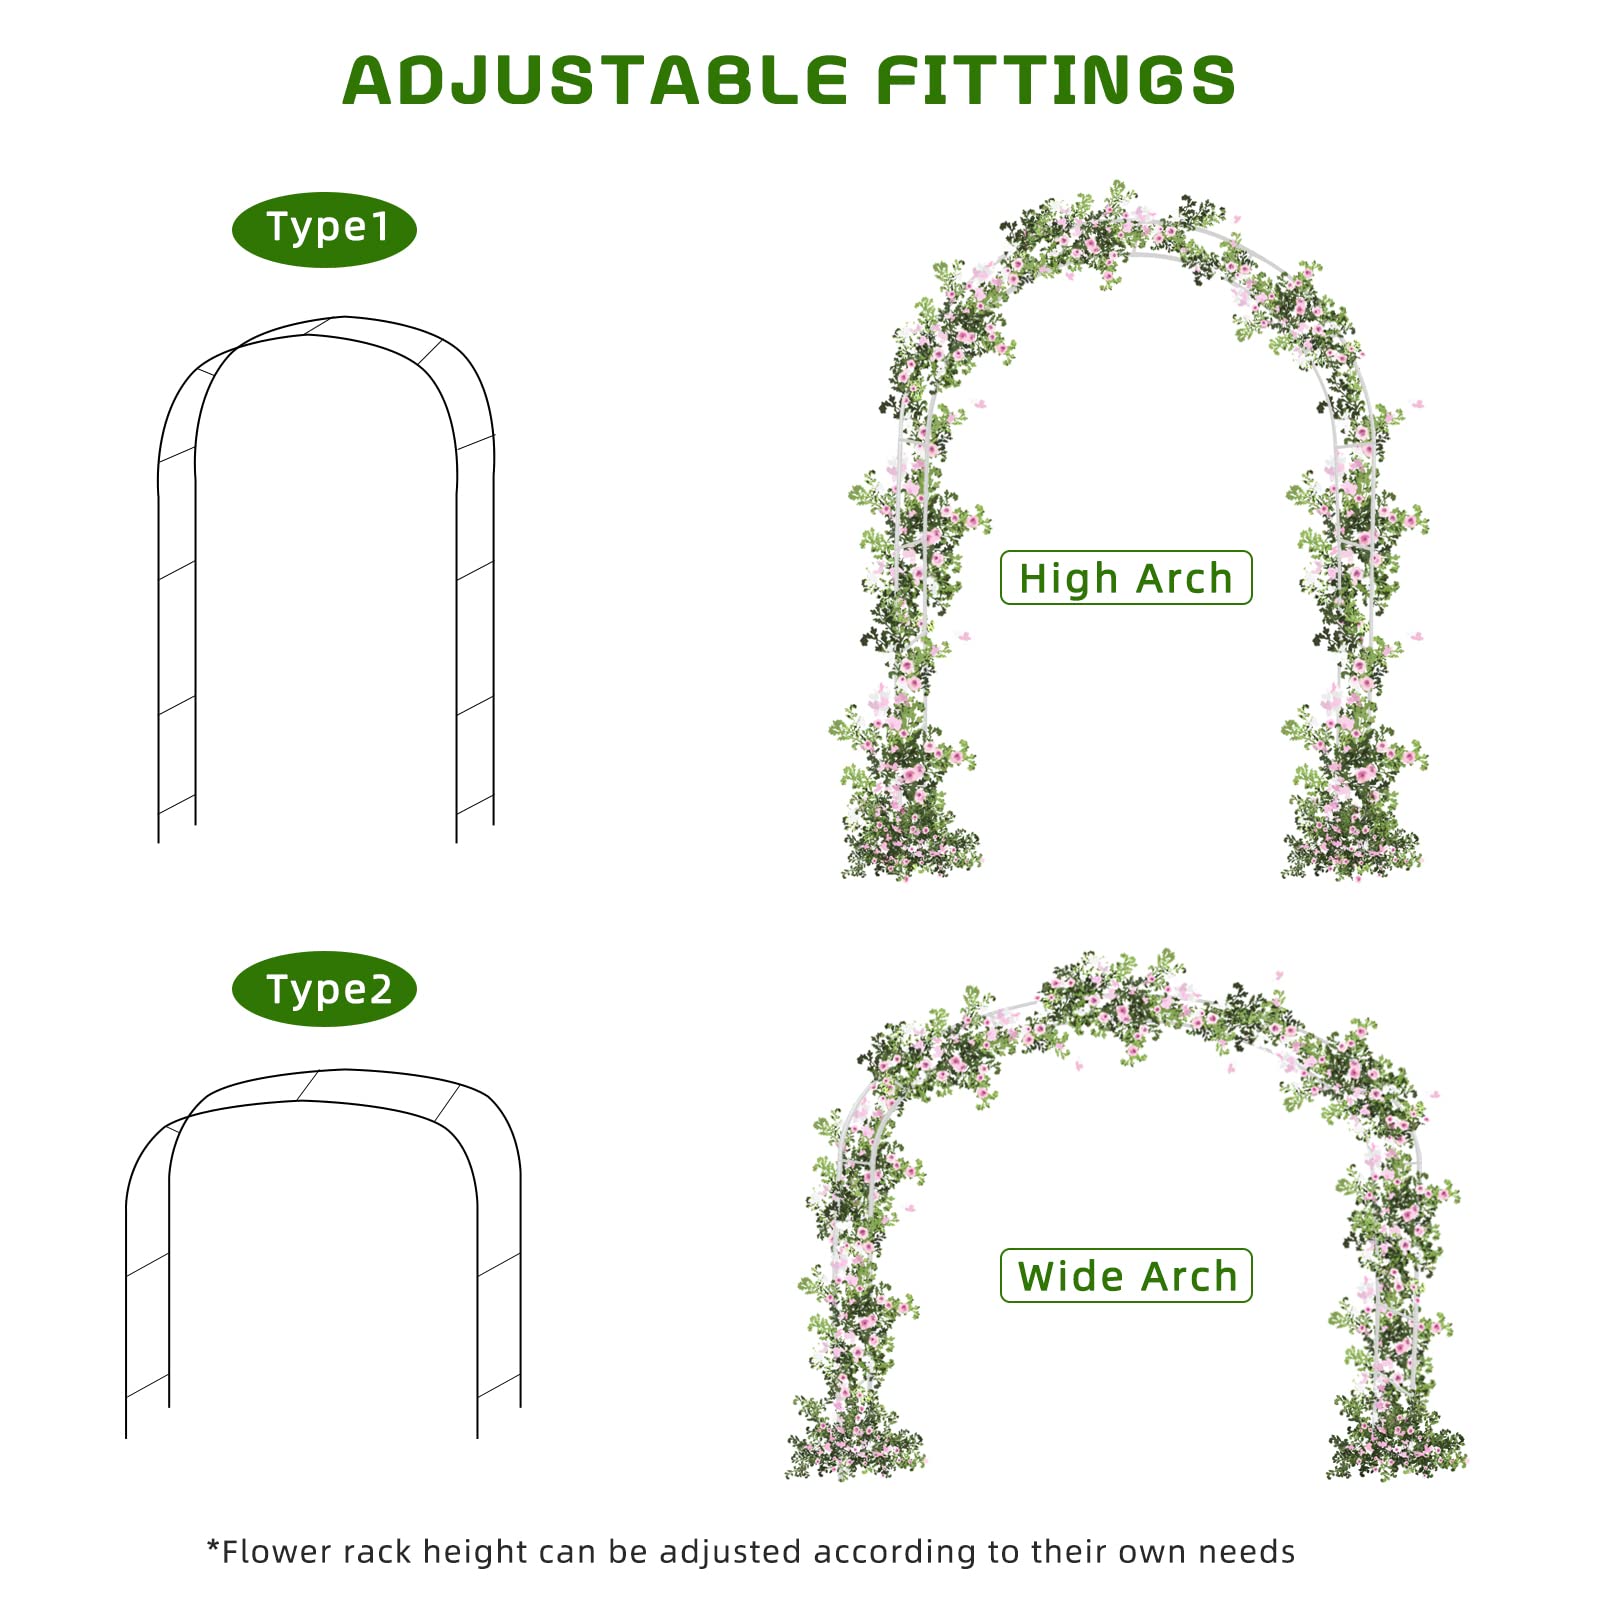 ADJUSTABLE FITTINGS
Type1
High Arch
Type2
Wide Arch
*Flower rack height can be adjusted according to their own needs